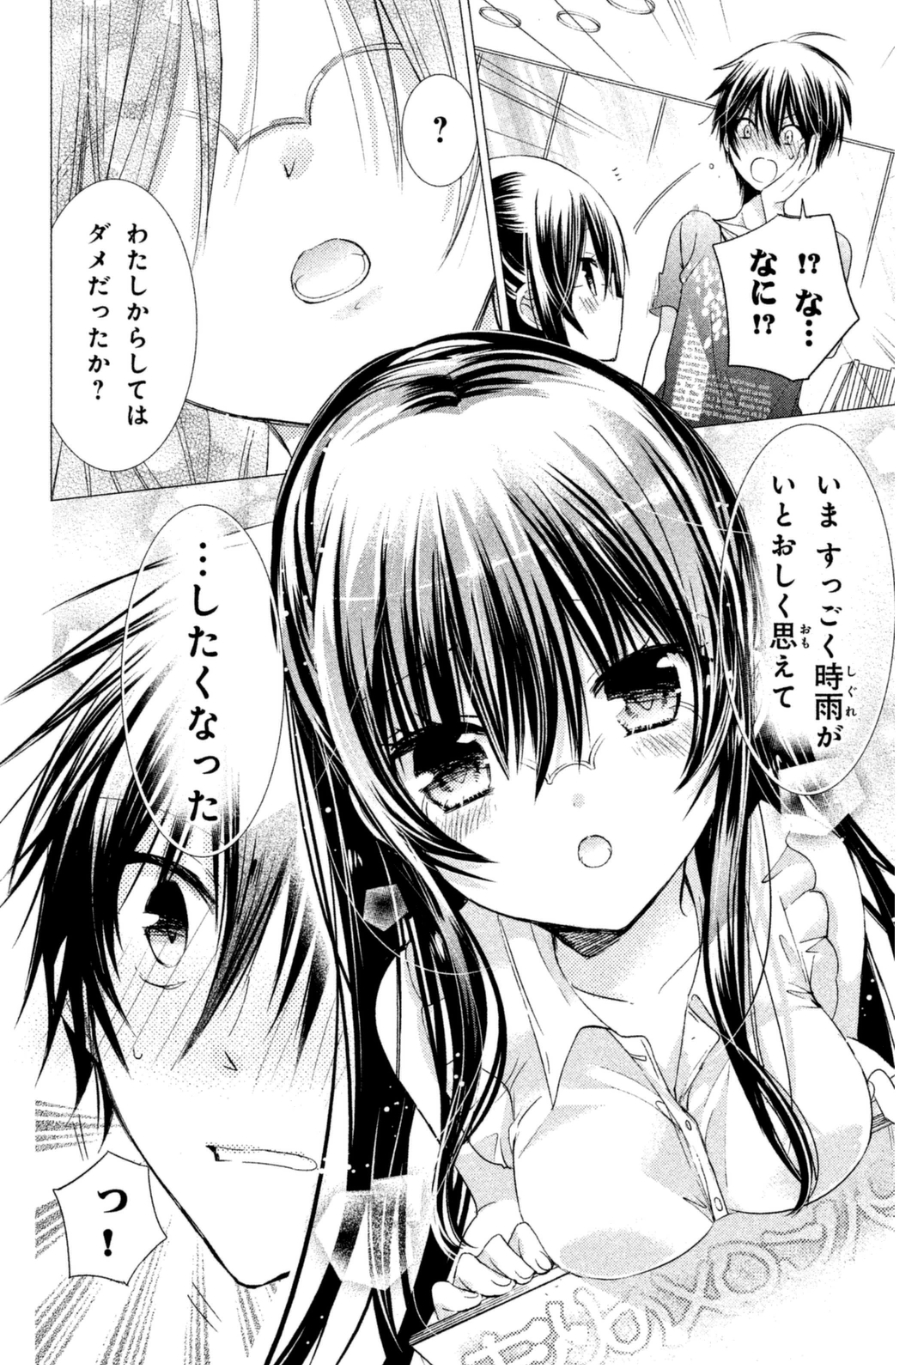 !? な…
なに!?
?
わたしからしては
ダメだったか?
いま すっごく時雨が
いとおしく思えて
…したくなった
っ!